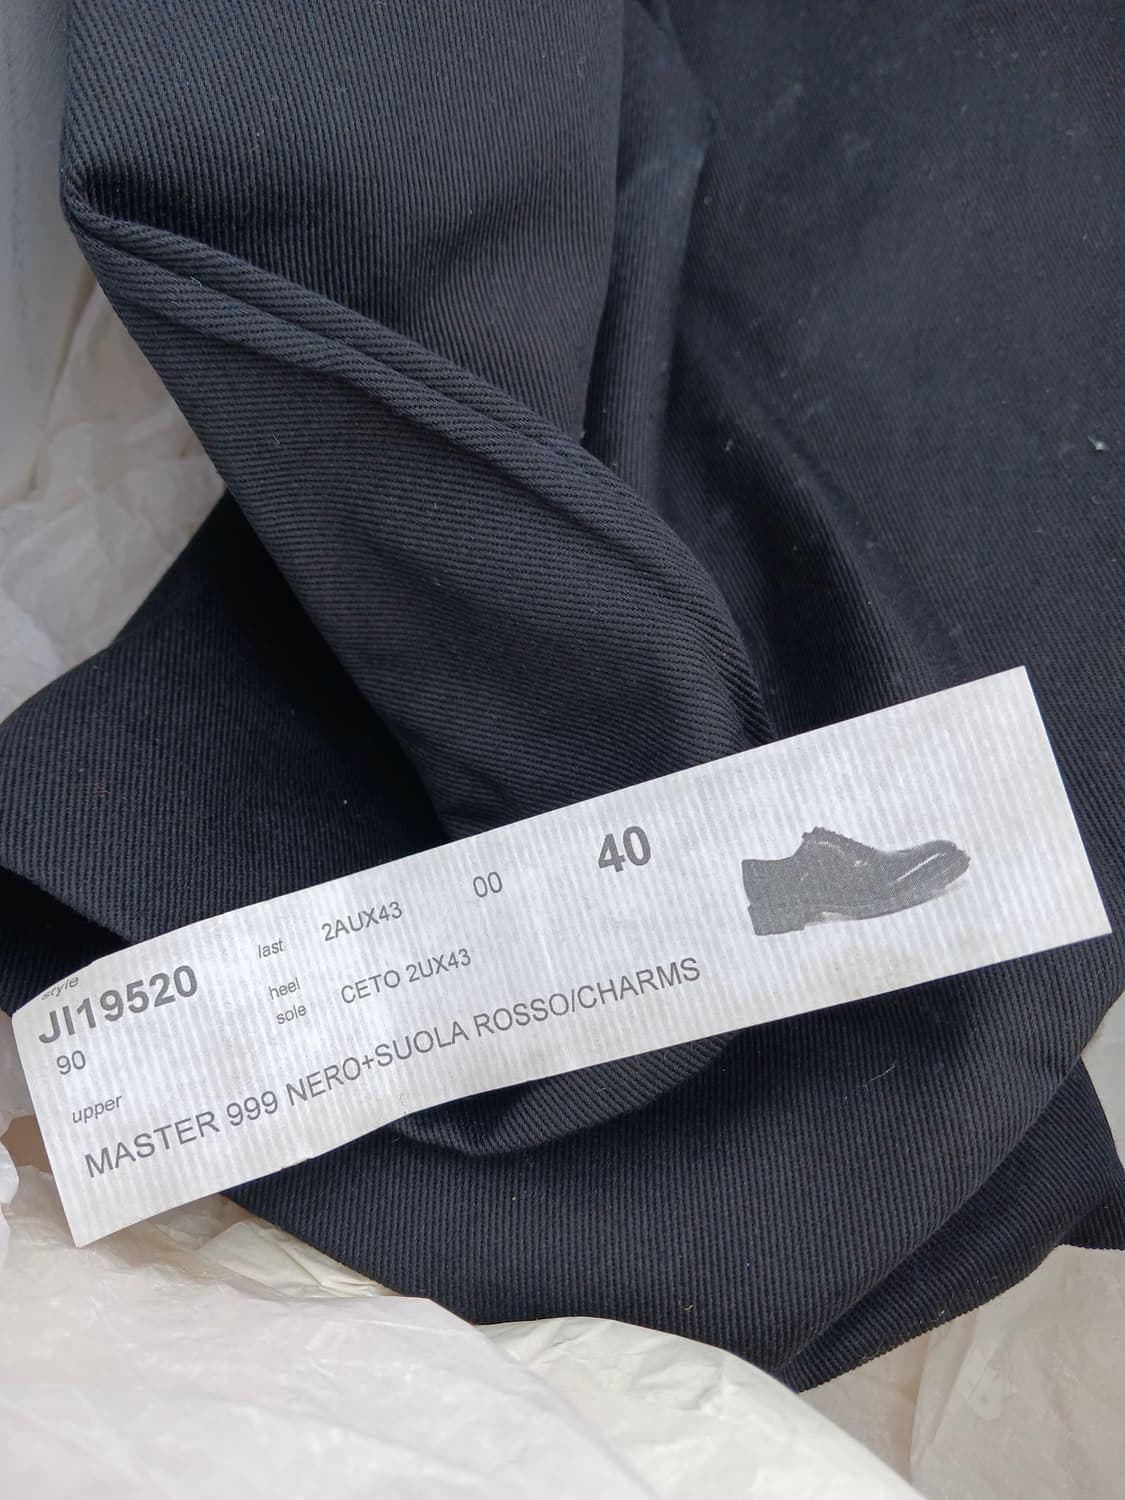 style
JI19520
90
last 2AUX43 00 40
heel
sole CETO 2UX43
upper
MASTER 999 NERO+SUOLA ROSSO/CHARMS